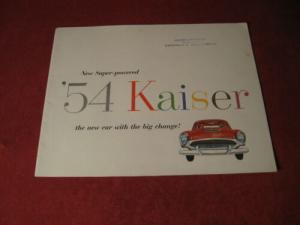 New Super-powered
'54 Kaiser
the new car with the big change!